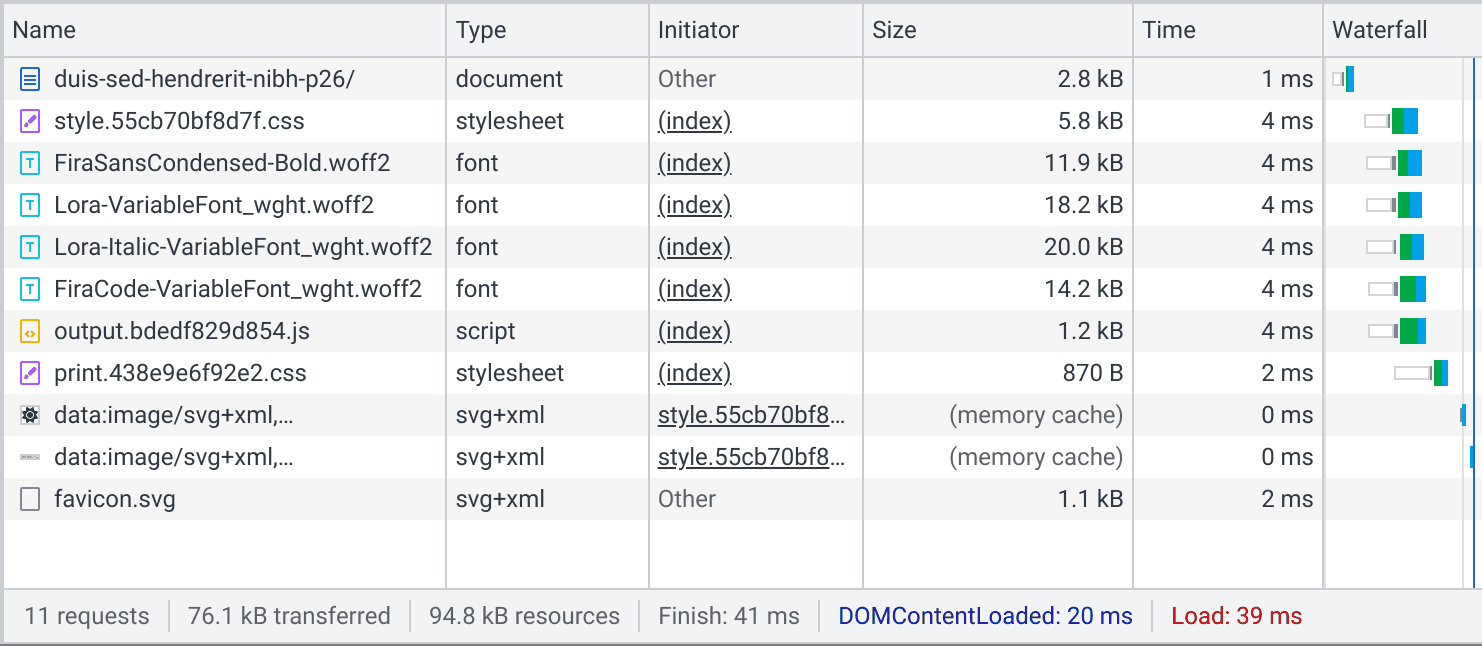 Name Type Initiator Size Time Waterfall
duis-sed-hendrerit-nibh-p26/ document Other 2.8 kB 1 ms
style.55cb70bf8d7f.css stylesheet (index) 5.8 kB 4 ms
FiraSansCondensed-Bold.woff2 font (index) 11.9 kB 4 ms
Lora-VariableFont_wght.woff2 font (index) 18.2 kB 4 ms
Lora-Italic-VariableFont_wght.woff2 font (index) 20.0 kB 4 ms
FiraCode-VariableFont_wght.woff2 font (index) 14.2 kB 4 ms
output.bdedf829d854.js script (index) 1.2 kB 4 ms
print.438e9e6f92e2.css stylesheet (index) 870 B 2 ms
data:image/svg+xml,… svg+xml style.55cb70bf8… (memory cache) 0 ms
data:image/svg+xml,… svg+xml style.55cb70bf8… (memory cache) 0 ms
favicon.svg svg+xml Other 1.1 kB 2 ms
11 requests 76.1 kB transferred 94.8 kB resources Finish: 41 ms DOMContentLoaded: 20 ms Load: 39 ms